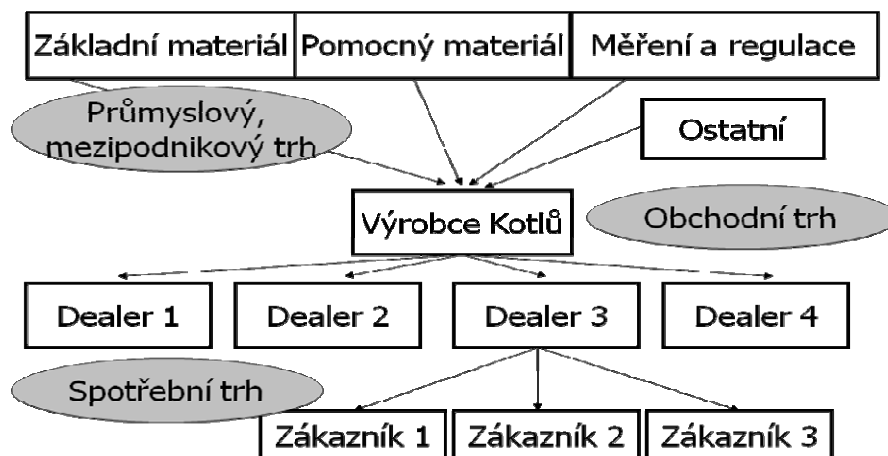 Základní materiál
Pomocný materiál
Měření a regulace
Průmyslový,
mezipodnikový trh
Ostatní
Výrobce Kotlů
Obchodní trh
Dealer 1
Dealer 2
Dealer 3
Dealer 4
Spotřební trh
Zákazník 1
Zákazník 2
Zákazník 3